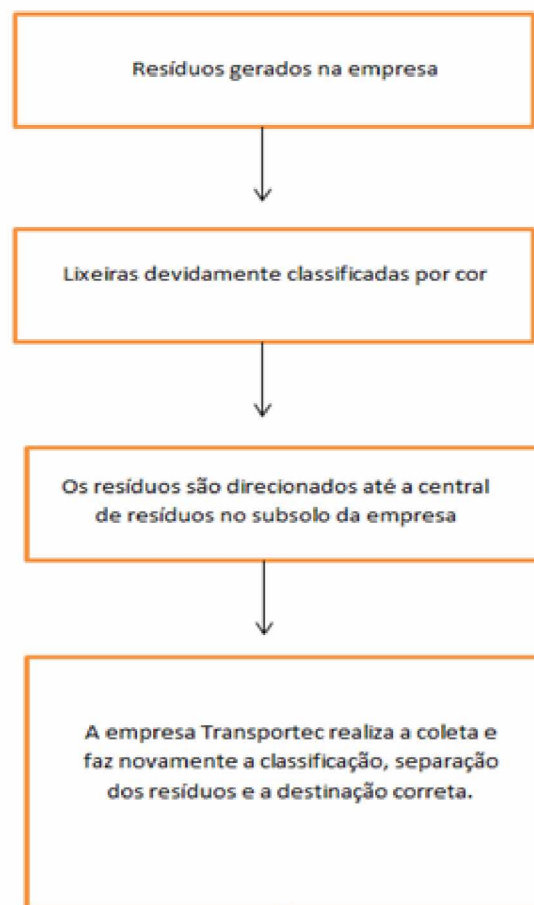 Resíduos gerados na empresa
Lixeiras devidamente classificadas por cor
Os resíduos são direcionados até a central
de resíduos no subsolo da empresa
A empresa Transportec realiza a coleta e
faz novamente a classificação, separação
dos resíduos e a destinação correta.